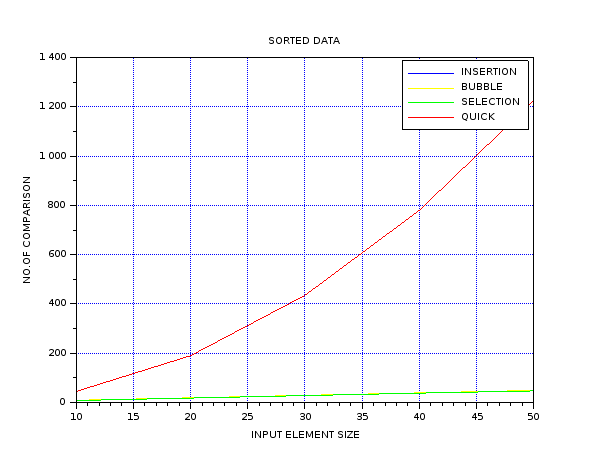 SORTED DATA
1 400
1 200
1 000
800
600
400
200
0
NO.OF COMPARISON
INSERTION
BUBBLE
SELECTION
QUICK
10 15 20 25 30 35 40 45 50
INPUT ELEMENT SIZE